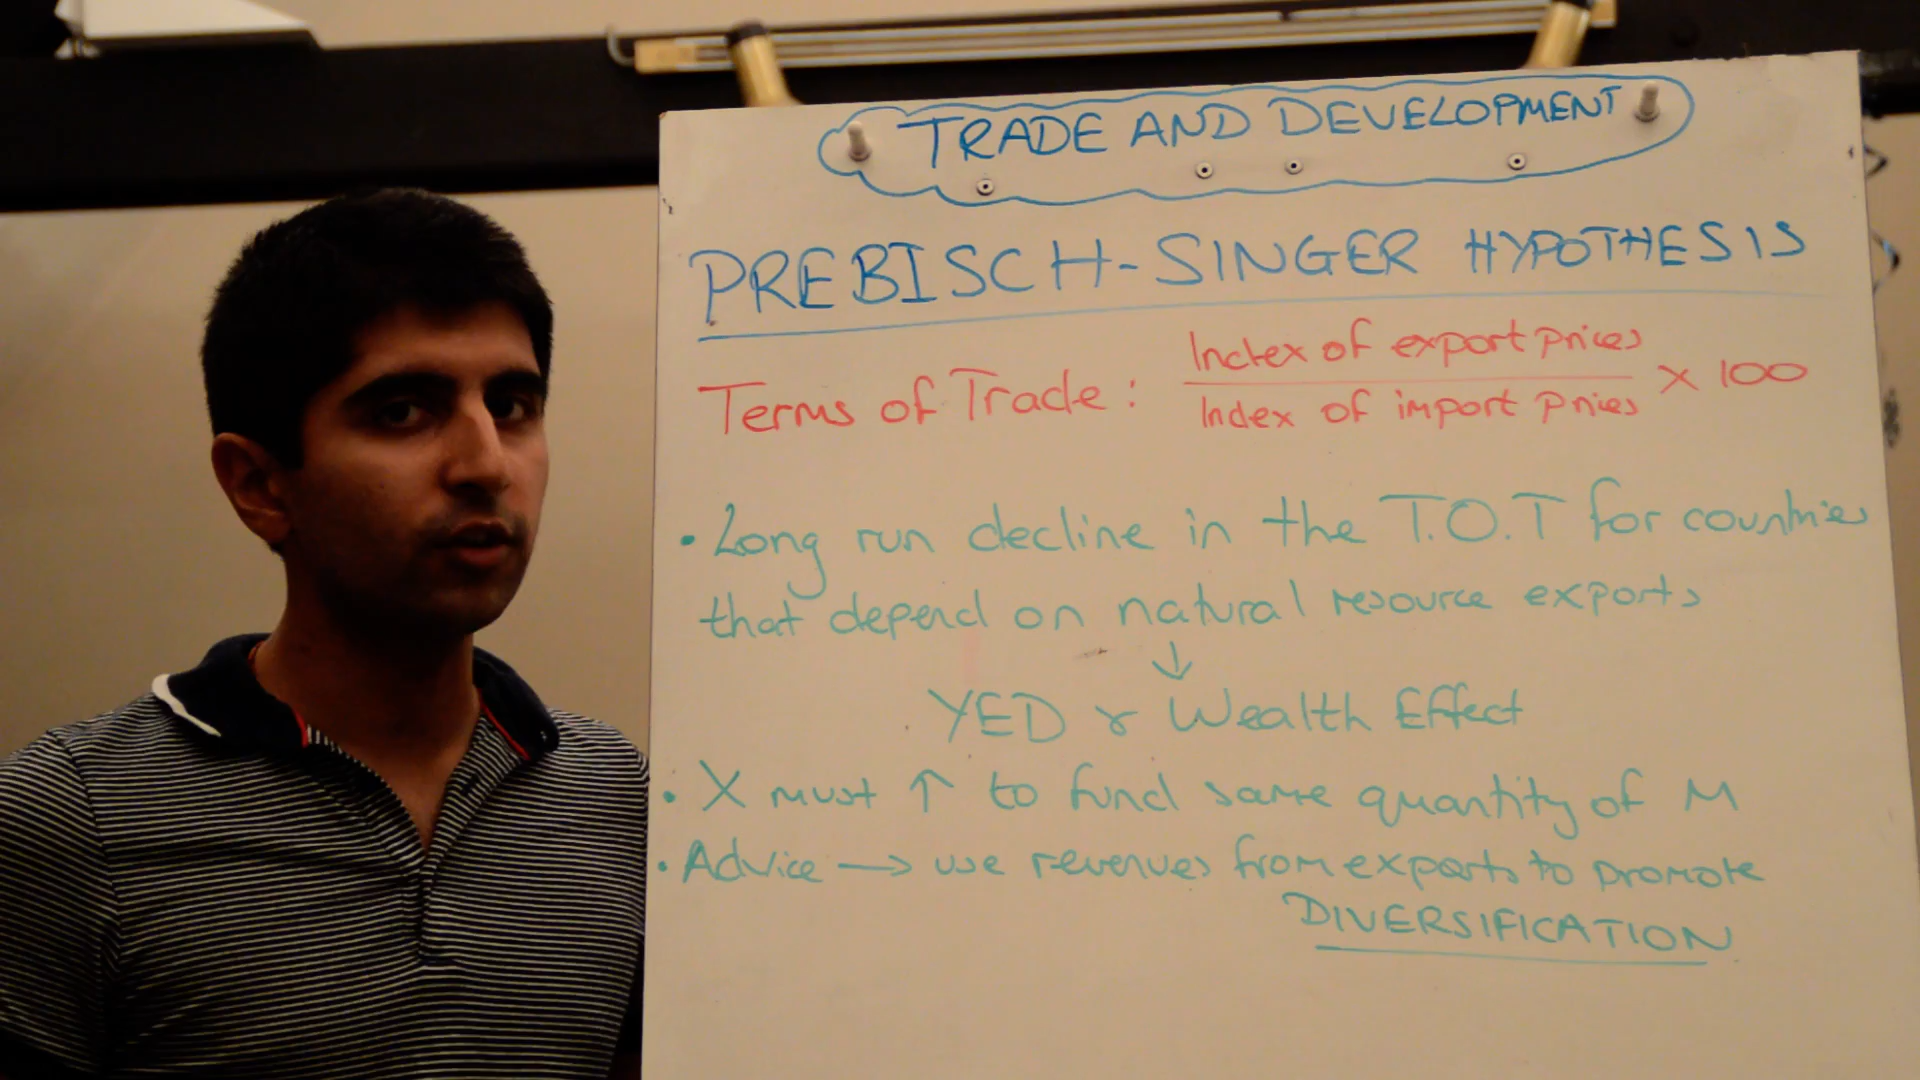 TRADE AND DEVELOPMENT
PREBISCH-SINGER HYPOTHESIS
Terms of Trade: Index of export prices
Index of import prices × 100
• Long run decline in the T.O.T for countries
that depend on natural resource exports
↓
YED & Wealth Effect
• X must ↑ to fund same quantity of M
• Advice → use revenues from exports to promote
DIVERSIFICATION